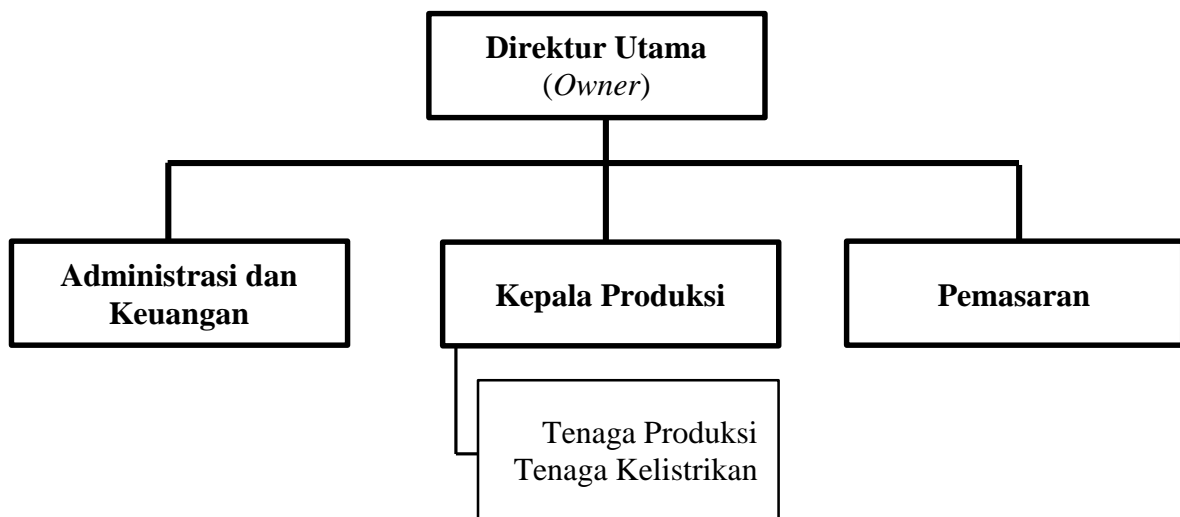 Direktur Utama
(Owner)
Administrasi dan
Keuangan
Kepala Produksi
Pemasaran
Tenaga Produksi
Tenaga Kelistrikan